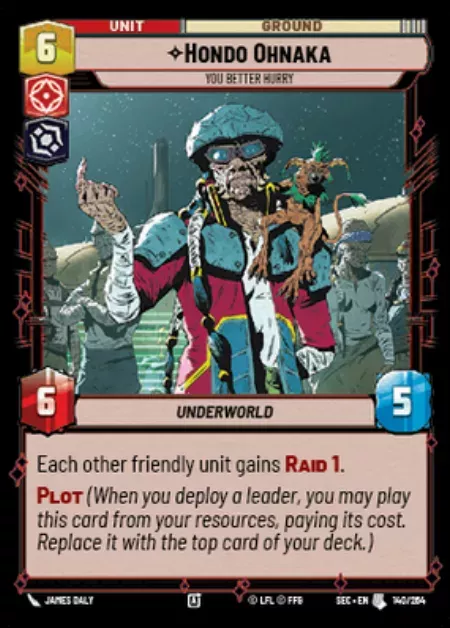 UNIT
GROUND
6
HONDO OHNAKA
YOU BETTER HURRY
6
UNDERWORLD
5
Each other friendly unit gains RAID 1.
PLOT (When you deploy a leader, you may play
this card from your resources, paying its cost.
Replace it with the top card of your deck.)
JAMES DALY
© LFL © FFG
SEC • EN
140/264